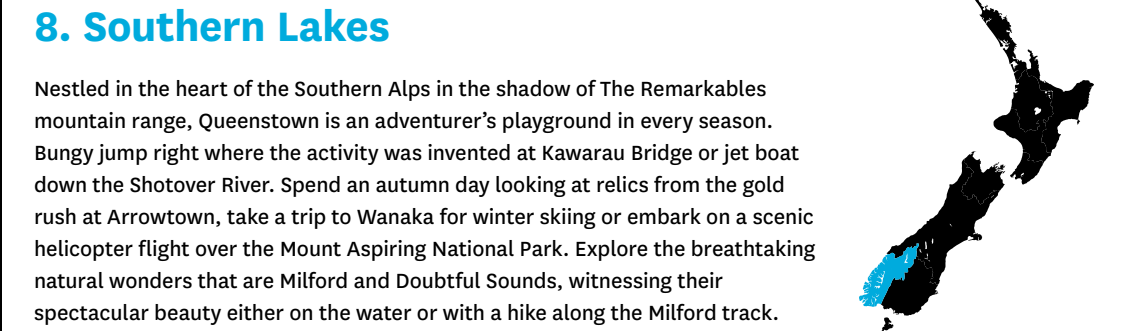 8. Southern Lakes
Nestled in the heart of the Southern Alps in the shadow of The Remarkables
mountain range, Queenstown is an adventurer’s playground in every season.
Bungy jump right where the activity was invented at Kawarau Bridge or jet boat
down the Shotover River. Spend an autumn day looking at relics from the gold
rush at Arrowtown, take a trip to Wanaka for winter skiing or embark on a scenic
helicopter flight over the Mount Aspiring National Park. Explore the breathtaking
natural wonders that are Milford and Doubtful Sounds, witnessing their
spectacular beauty either on the water or with a hike along the Milford track.